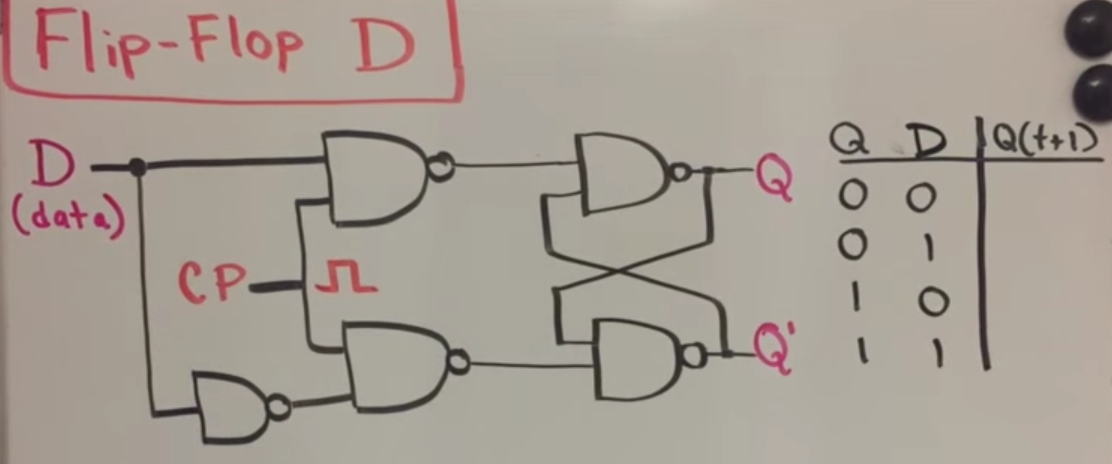 Flip-Flop D
D
(data)
CP
Q
Q'
Q D Q(t+1)
0 0
0 1
1 0
1 1